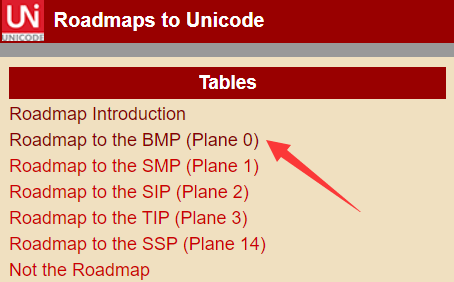 UNi
UNICODE
Roadmaps to Unicode
Tables
Roadmap Introduction
Roadmap to the BMP (Plane 0)
Roadmap to the SMP (Plane 1)
Roadmap to the SIP (Plane 2)
Roadmap to the TIP (Plane 3)
Roadmap to the SSP (Plane 14)
Not the Roadmap